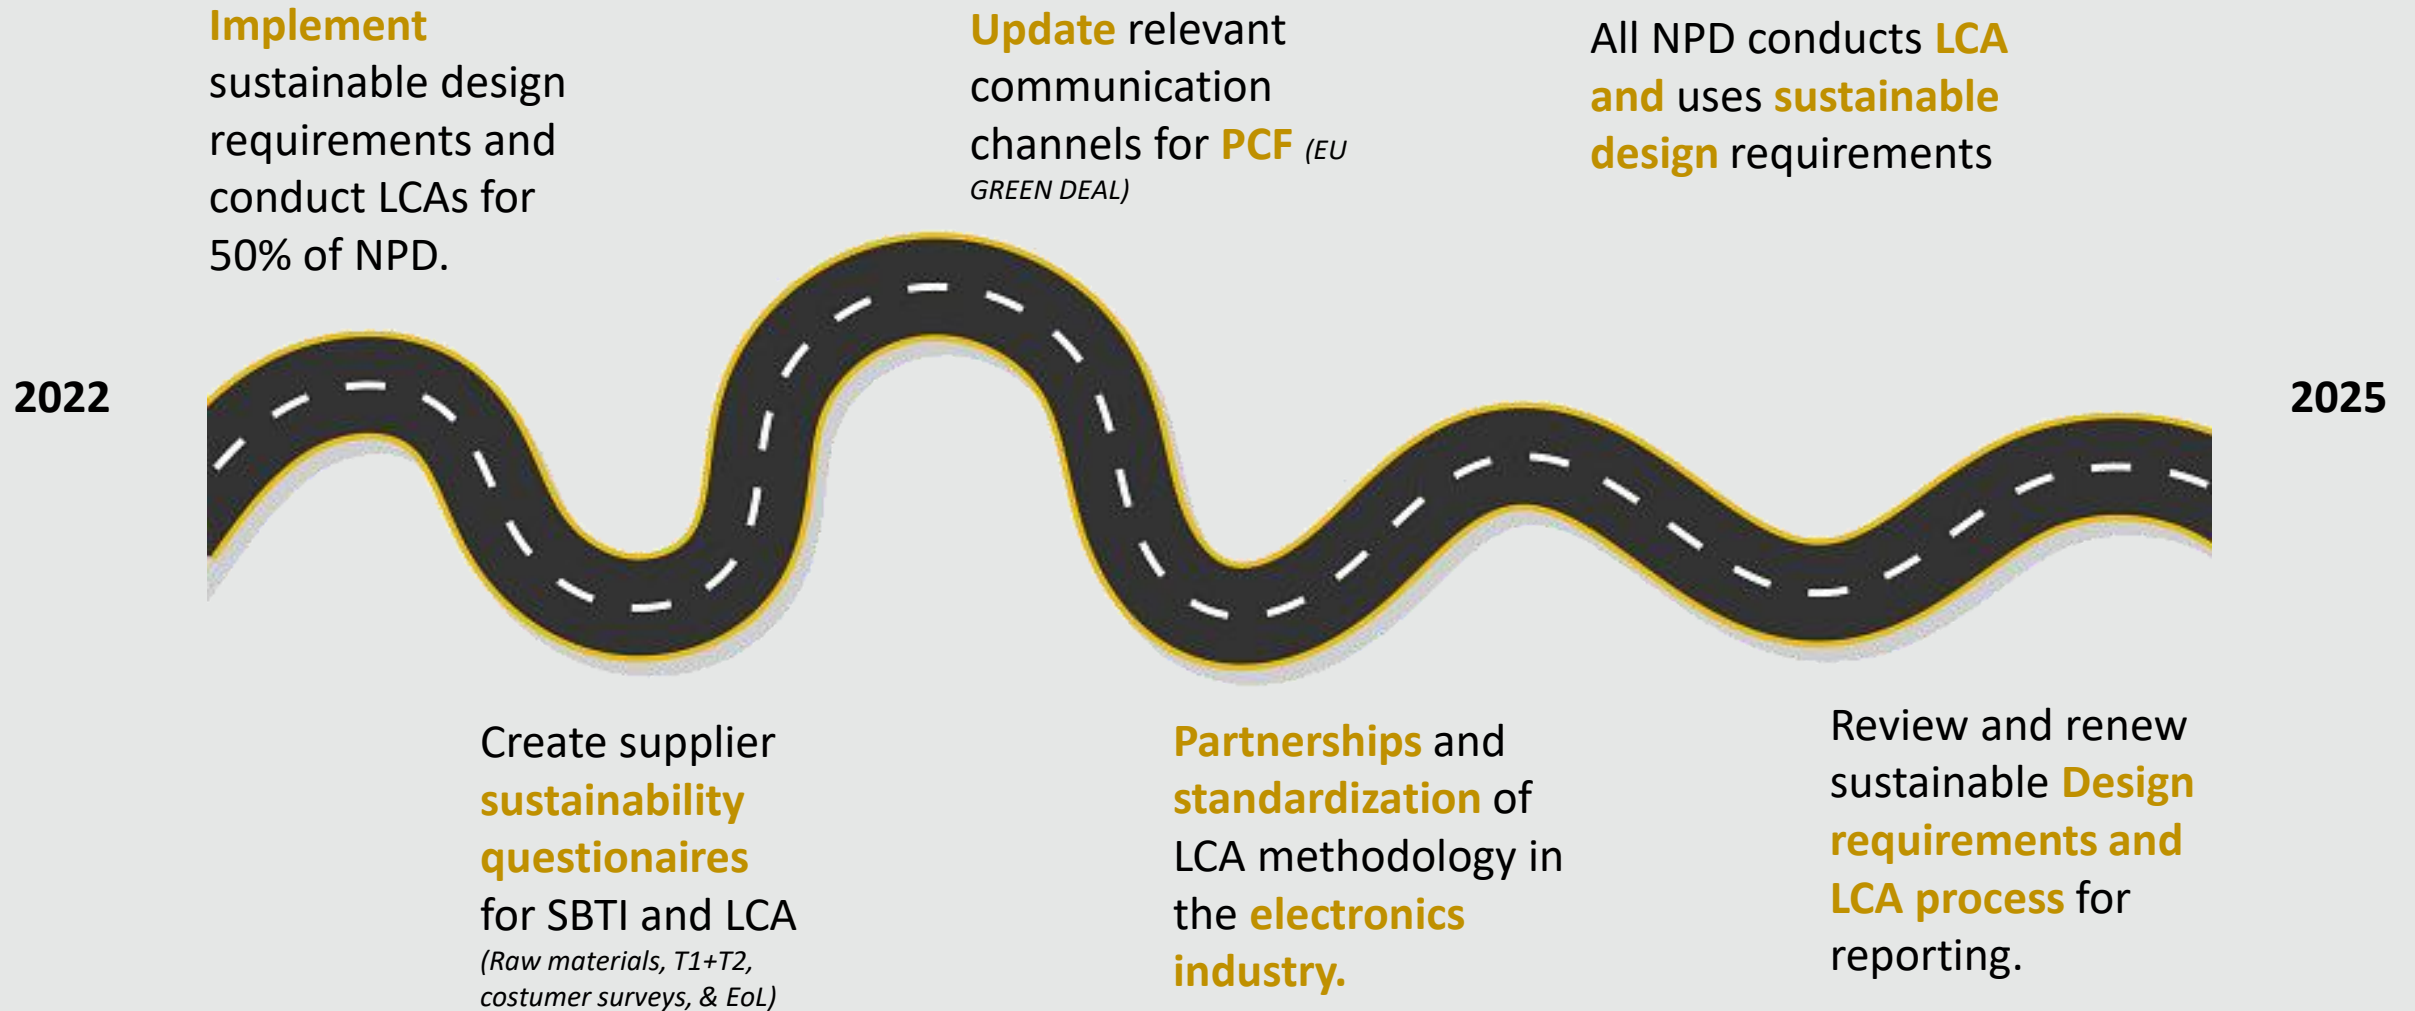 Implement
sustainable design
requirements and
conduct LCAs for
50% of NPD.
Update relevant
communication
channels for PCF (EU
GREEN DEAL)
All NPD conducts LCA
and uses sustainable
design requirements
2022
2025
Create supplier
sustainability
questionaires
for SBTI and LCA
(Raw materials, T1+T2,
costumer surveys, & EoL)
Partnerships and
standardization of
LCA methodology in
the electronics
industry.
Review and renew
sustainable Design
requirements and
LCA process for
reporting.